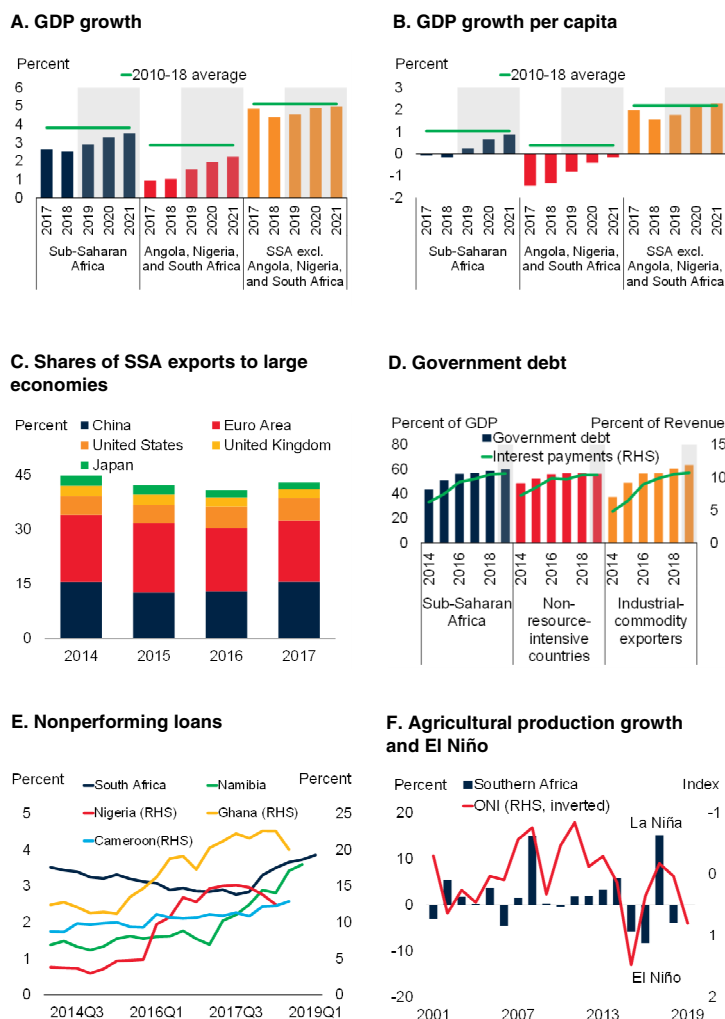 A. GDP growth
Percent
2010-18 average
6
5
4
3
2
1
0
2017
2018
2019
2020
2021
2017
2018
2019
2020
2021
2017
2018
2019
2020
2021
Sub-Saharan
Africa
Angola, Nigeria,
and South Africa
SSA excl.
Angola, Nigeria,
and South Africa
B. GDP growth per capita
Percent
2010-18 average
3
2
1
0
-1
-2
2017
2018
2019
2020
2021
2017
2018
2019
2020
2021
2017
2018
2019
2020
2021
Sub-Saharan
Africa
Angola, Nigeria,
and South Africa
SSA excl.
Angola, Nigeria,
and South Africa
C. Shares of SSA exports to large
economies
Percent
China
Euro Area
United States
United Kingdom
Japan
45
30
15
0
2014
2015
2016
2017
D. Government debt
Percent of GDP
Percent of Revenue
Government debt
Interest payments (RHS)
80
60
40
20
0
15
10
5
0
2014
2016
2018
2014
2016
2018
2014
2016
2018
Sub-Saharan
Africa
Non-
resource-
intensive
countries
Industrial-
commodity
exporters
E. Nonperforming loans
Percent
Percent
South Africa
Namibia
Nigeria (RHS)
Ghana (RHS)
Cameroon(RHS)
5
4
3
2
1
0
25
20
15
10
5
0
2014Q3
2016Q1
2017Q3
2019Q1
F. Agricultural production growth
and El Niño
Percent
Index
Southern Africa
ONI (RHS, inverted)
20
10
0
-10
-20
-1
0
1
2
La Niña
El Niño
2001
2007
2013
2019